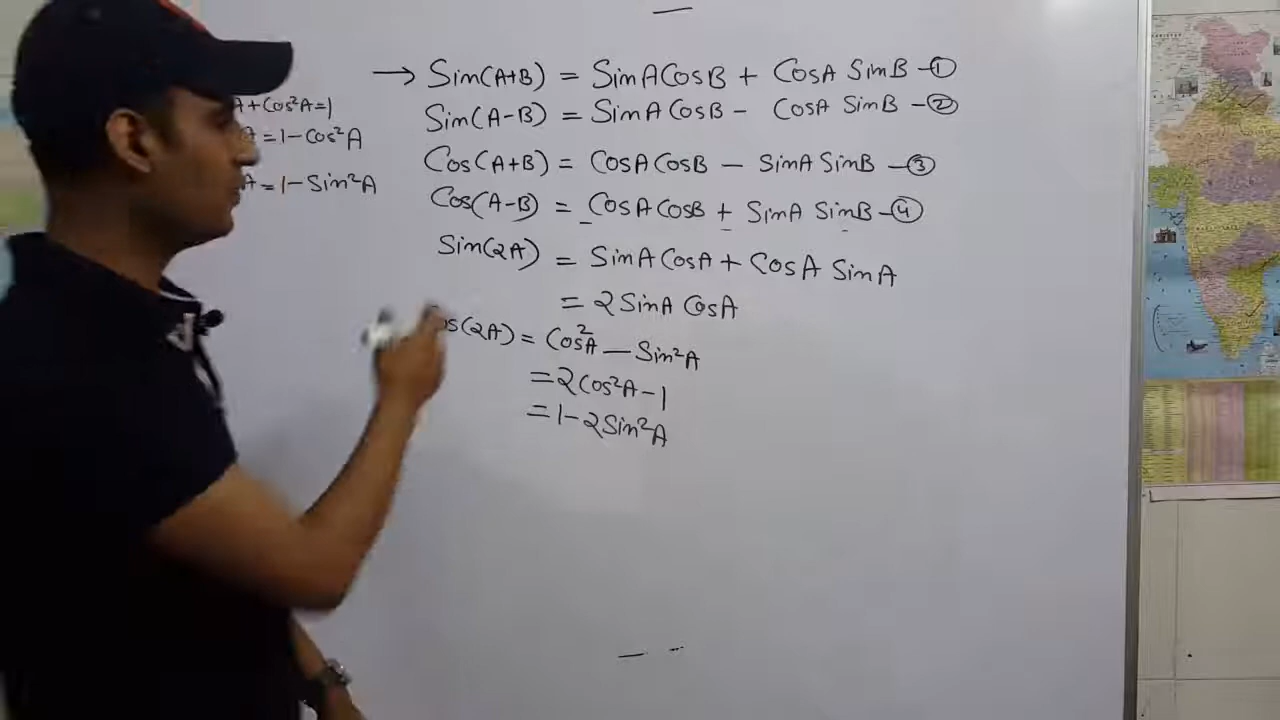 → Sin(A+B) = SinA CosB + CosA SinB -①
Sin(A-B) = SinA CosB - CosA SinB -②
Cos(A+B) = CosA CosB - SinA SinB -③
Cos(A-B) = CosA CosB + SinA SinB -④
Sin(2A) = SinA CosA + CosA SinA
= 2 SinA CosA
os(2A) = Cos²A - Sin²A
= 2Cos²A - 1
= 1 - 2Sin²A
A + Cos²A = 1
A = 1 - Cos²A
A = 1 - Sin²A